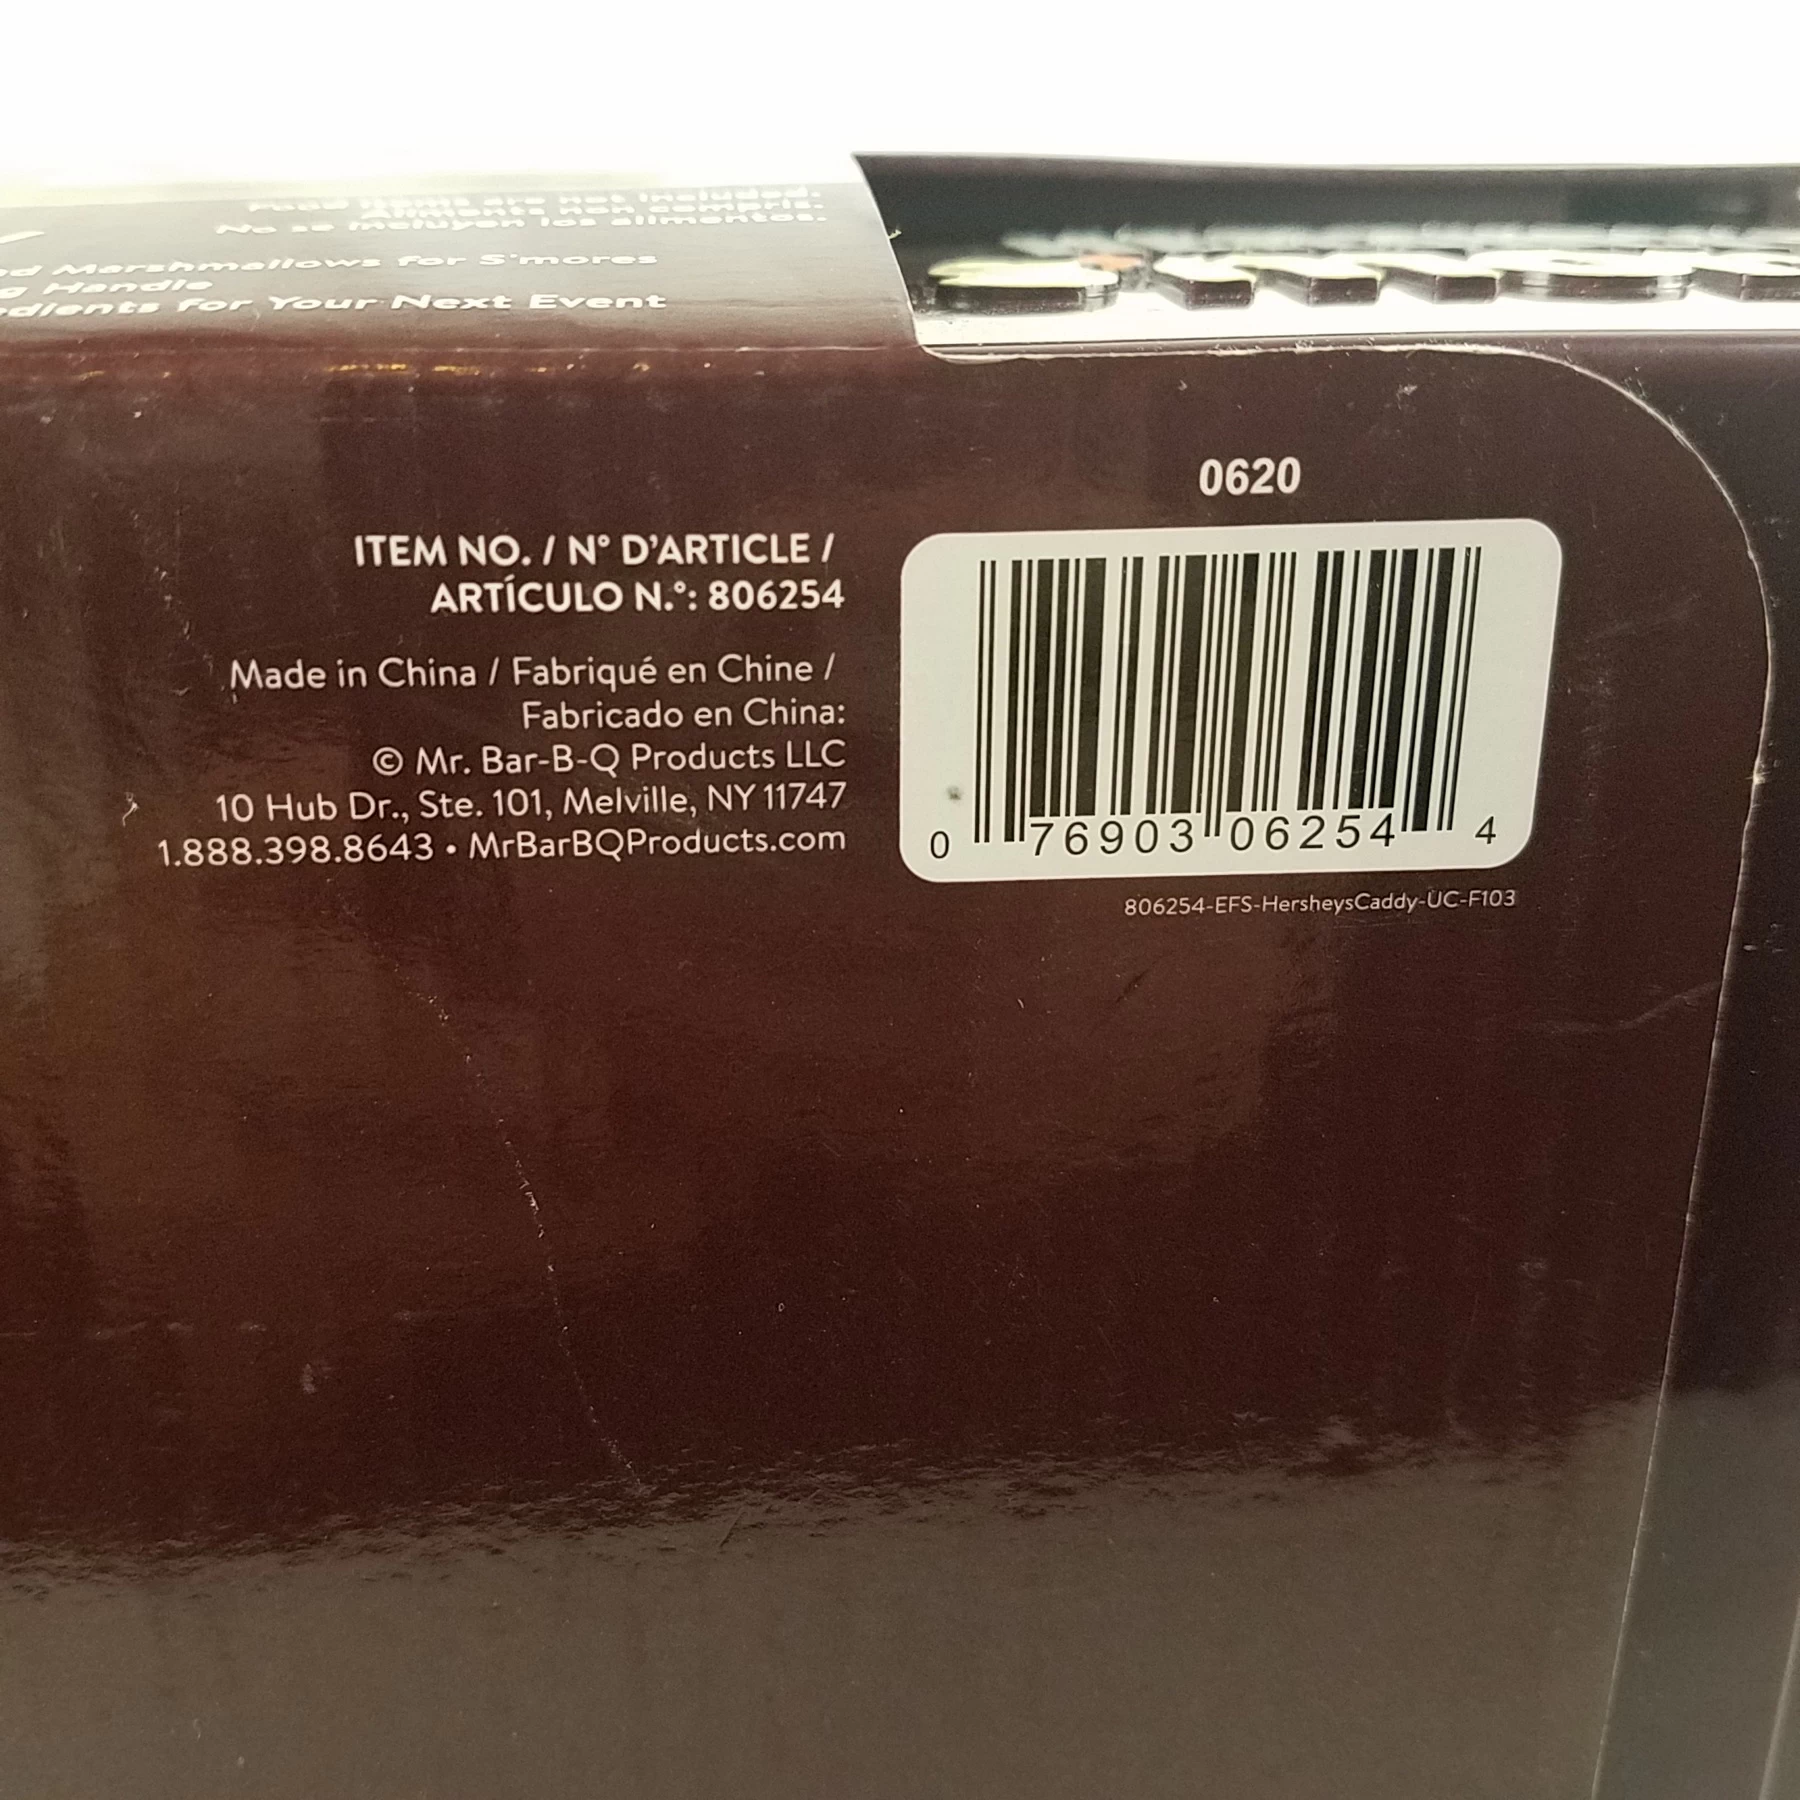 Food items are not included.
Aliments non compris.
No se incluyen los alimentos.
Marshmallows for S'mores
Handle
for Your Next Event
s'mores
0620
ITEM NO. / N° D'ARTICLE /
ARTÍCULO N.°: 806254
Made in China / Fabriqué en Chine /
Fabricado en China:
© Mr. Bar-B-Q Products LLC
10 Hub Dr., Ste. 101, Melville, NY 11747
1.888.398.8643 • MrBarBQProducts.com
0 76903 06254 4
806254-EFS-HersheysCaddy-UC-F103